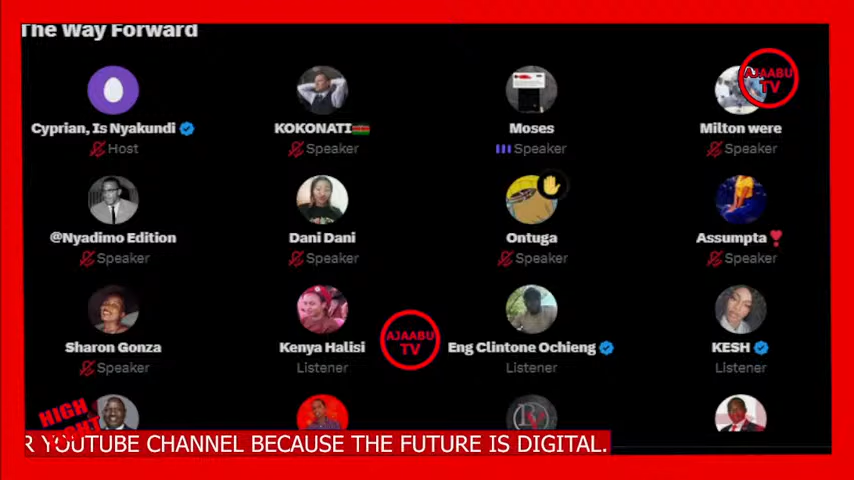 The Way Forward
AJAABU
TV
Cyprian, Is Nyakundi
Host
KOKONATI
Speaker
Moses
Speaker
Milton were
Speaker
@Nyadimo Edition
Speaker
Dani Dani
Speaker
Ontuga
Speaker
Assumpta
Speaker
Sharon Gonza
Speaker
Kenya Halisi
Listener
AJAABU
TV
Eng Clintone Ochieng
Listener
KESH
Listener
HIGH
R YOUTUBE CHANNEL BECAUSE THE FUTURE IS DIGITAL.